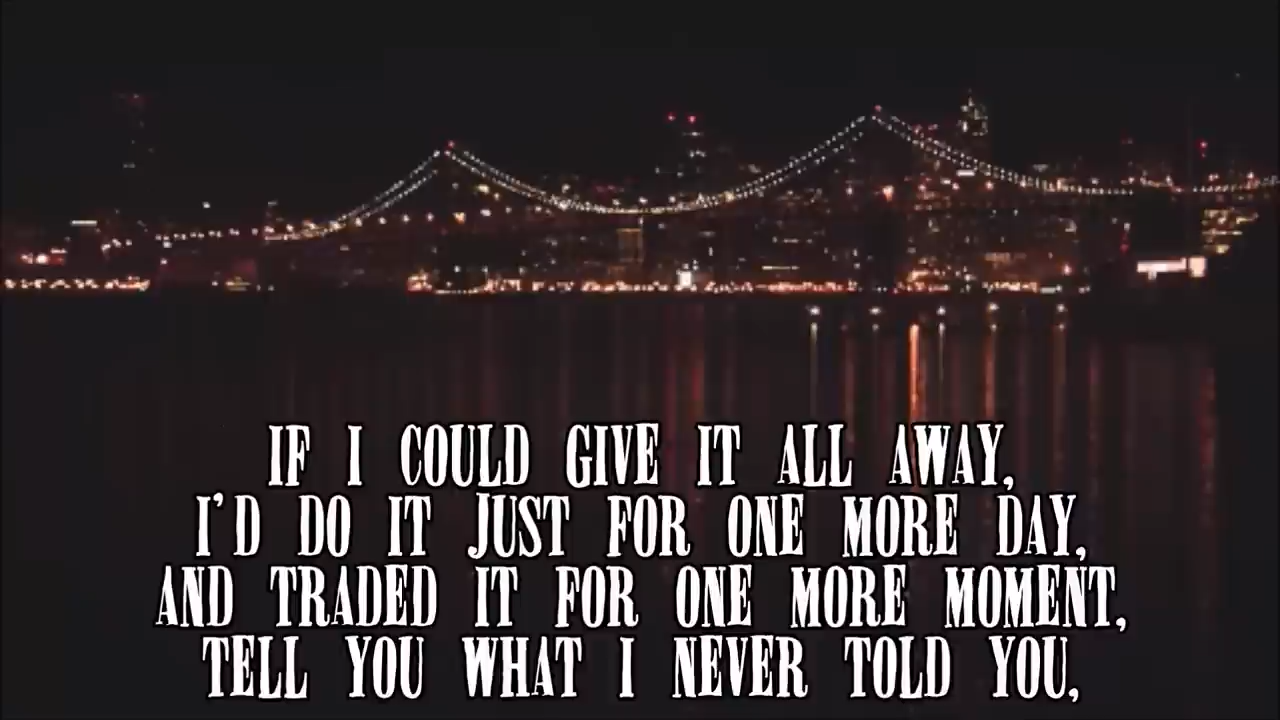 IF I COULD GIVE IT ALL AWAY,
I'D DO IT JUST FOR ONE MORE DAY,
AND TRADED IT FOR ONE MORE MOMENT,
TELL YOU WHAT I NEVER TOLD YOU,